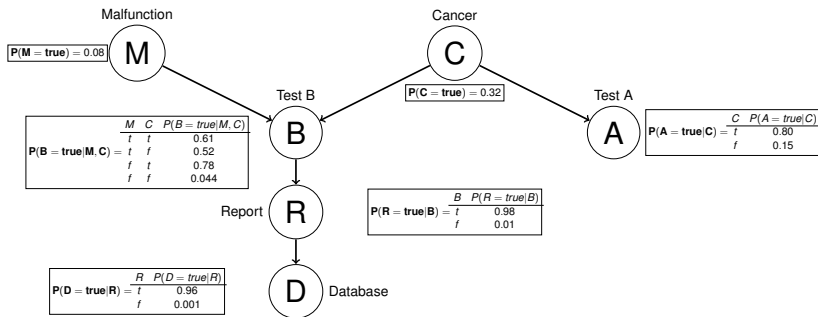 Malfunction
Cancer
M
C
P(M = true) = 0.08
P(C = true) = 0.32
Test B
Test A
B
A
M C P(B = true|M, C)
P(B = true|M, C) = t t 0.61
t f 0.52
f t 0.78
f f 0.044
C P(A = true|C)
P(A = true|C) = t 0.80
f 0.15
Report
R
B P(R = true|B)
P(R = true|B) = t 0.98
f 0.01
R P(D = true|R)
P(D = true|R) = t 0.96
f 0.001
D
Database